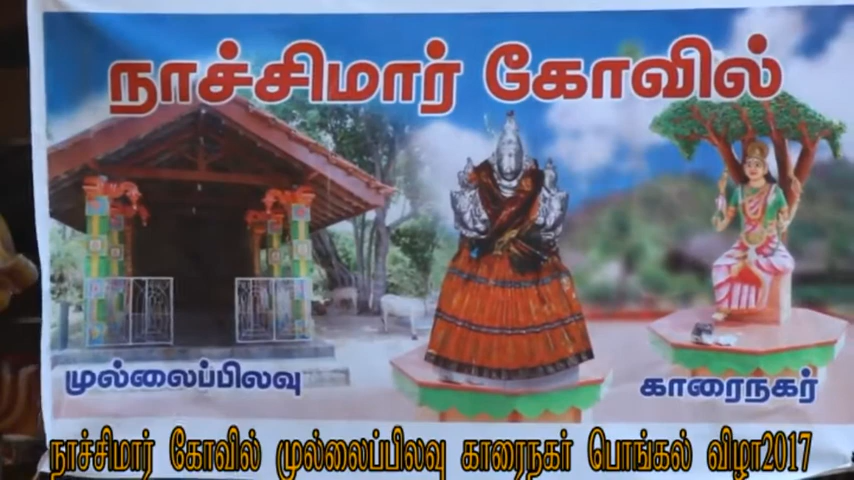 நாச்சிமார் கோவில்
முல்லைப்பிலவு
காரைநகர்
நாச்சிமார் கோவில் முல்லைப்பிலவு காரைநகர் பொங்கல் விழா2017